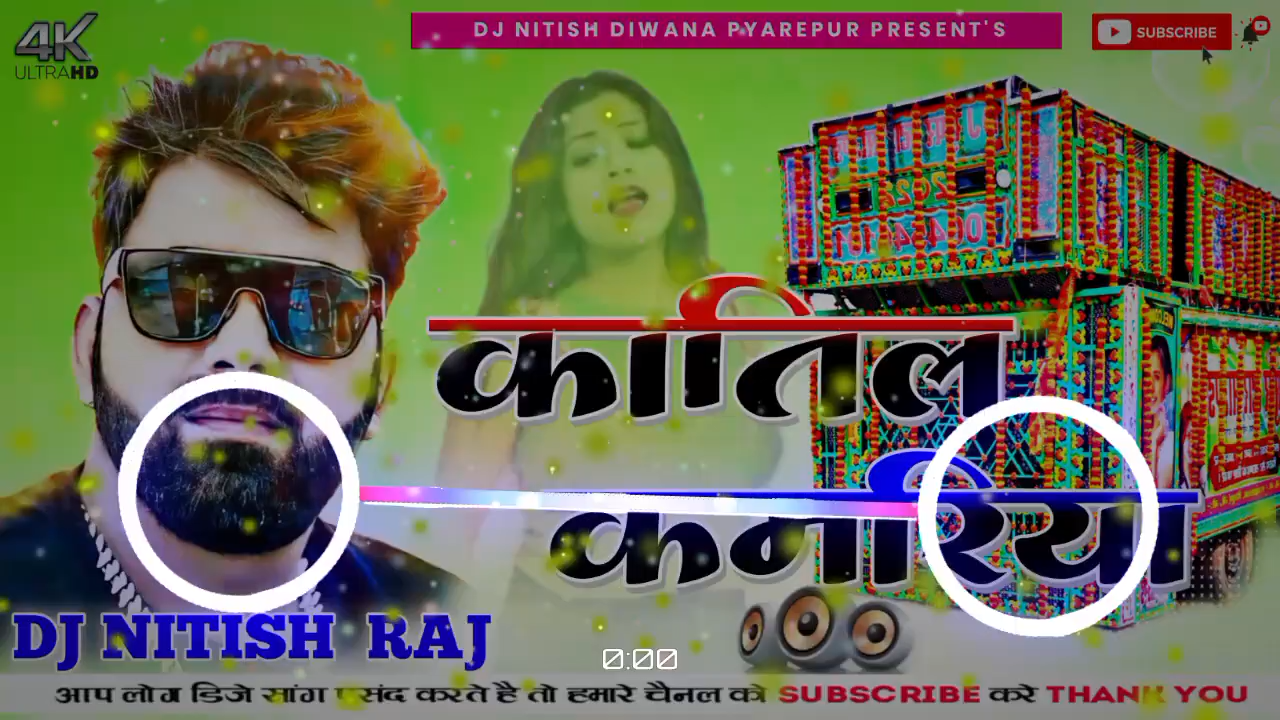 4K
ULTRAHD
DJ NITISH DIWANA PYAREPUR PRESENT'S
SUBSCRIBE
कातिल
कमरिया
DJ NITISH RAJ
0:00
आप लोग डिजे सांग पसंद करते है तो हमारे चैनल को SUBSCRIBE करे THANK YOU